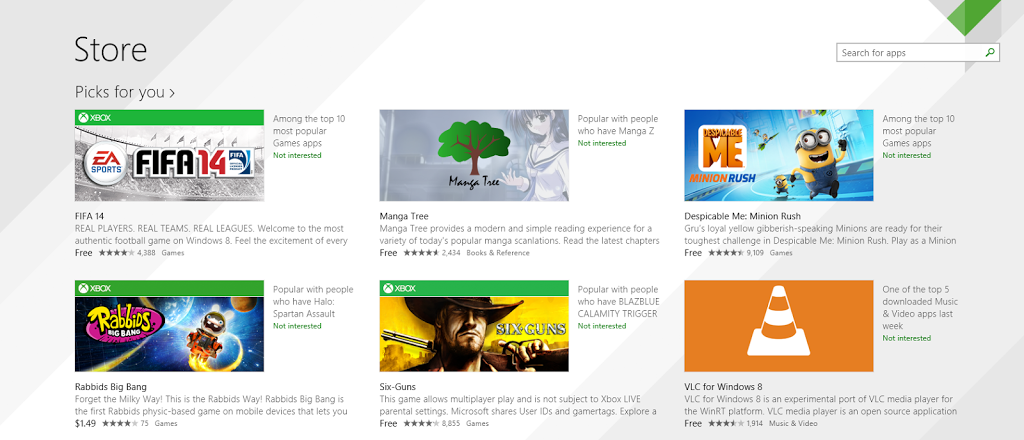 Store
Search for apps
Picks for you ›
XBOX
EA
SPORTS
FIFA 14
FIFA
Among the top 10
most popular
Games apps
Not interested
FIFA 14
REAL PLAYERS. REAL TEAMS. REAL LEAGUES. Welcome to the most
authentic football game on Windows 8. Feel the excitement of every
Free 4,388 Games
Manga Tree
Popular with people
who have Manga Z
Not interested
Manga Tree
Manga Tree provides a modern and simple reading experience for a
variety of today's popular manga scanlations. Read the latest chapters
Free 2,434 Books & Reference
DESPICABLE
ME
MINION RUSH
Among the top 10
most popular
Games apps
Not interested
Despicable Me: Minion Rush
Gru's loyal yellow gibberish-speaking Minions are ready for their
toughest challenge in Despicable Me: Minion Rush. Play as a Minion
Free 9,109 Games
XBOX
Rabbids
BIG BANG
Popular with people
who have Halo:
Spartan Assault
Not interested
Rabbids Big Bang
Forget the Milky Way! This is the Rabbids Way! Rabbids Big Bang is
the first Rabbids physic-based game on mobile devices that lets you
$1.49 75 Games
XBOX
SIX-GUNS
Popular with people
who have BLAZBLUE
CALAMITY TRIGGER
Not interested
Six-Guns
This game allows multiplayer play and is not subject to Xbox LIVE
parental settings. Microsoft shares User IDs and gamertags. Explore a
Free 8,855 Games
One of the top 5
downloaded Music
& Video apps last
week
Not interested
VLC for Windows 8
VLC for Windows 8 is an experimental port of VLC media player for
the WinRT platform. VLC media player is an open source application
Free 1,914 Music & Video